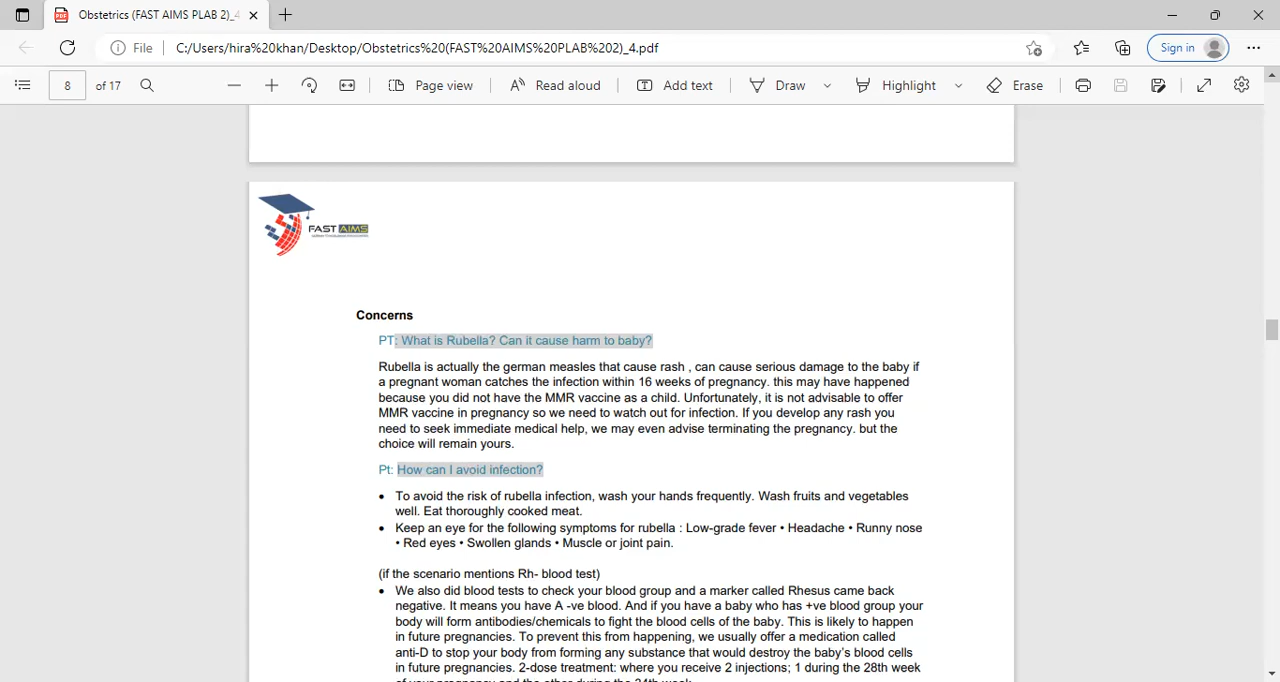 Obstetrics (FAST AIMS PLAB 2)_4
File
C:/Users/hira%20khan/Desktop/Obstetrics%20(FAST%20AIMS%20PLAB%202)_4.pdf
Sign in
8 of 17
Page view
Read aloud
Add text
Draw
Highlight
Erase
FAST AIMS
Concerns
PT: What is Rubella? Can it cause harm to baby?
Rubella is actually the german measles that cause rash , can cause serious damage to the baby if
a pregnant woman catches the infection within 16 weeks of pregnancy. this may have happened
because you did not have the MMR vaccine as a child. Unfortunately, it is not advisable to offer
MMR vaccine in pregnancy so we need to watch out for infection. If you develop any rash you
need to seek immediate medical help, we may even advise terminating the pregnancy. but the
choice will remain yours.
Pt: How can I avoid infection?
• To avoid the risk of rubella infection, wash your hands frequently. Wash fruits and vegetables
well. Eat thoroughly cooked meat.
• Keep an eye for the following symptoms for rubella : Low-grade fever • Headache • Runny nose
• Red eyes • Swollen glands • Muscle or joint pain.
(if the scenario mentions Rh- blood test)
• We also did blood tests to check your blood group and a marker called Rhesus came back
negative. It means you have A -ve blood. And if you have a baby who has +ve blood group your
body will form antibodies/chemicals to fight the blood cells of the baby. This is likely to happen
in future pregnancies. To prevent this from happening, we usually offer a medication called
anti-D to stop your body from forming any substance that would destroy the baby's blood cells
in future pregnancies. 2-dose treatment: where you receive 2 injections; 1 during the 28th week
of your pregnancy and the other during the 34th week